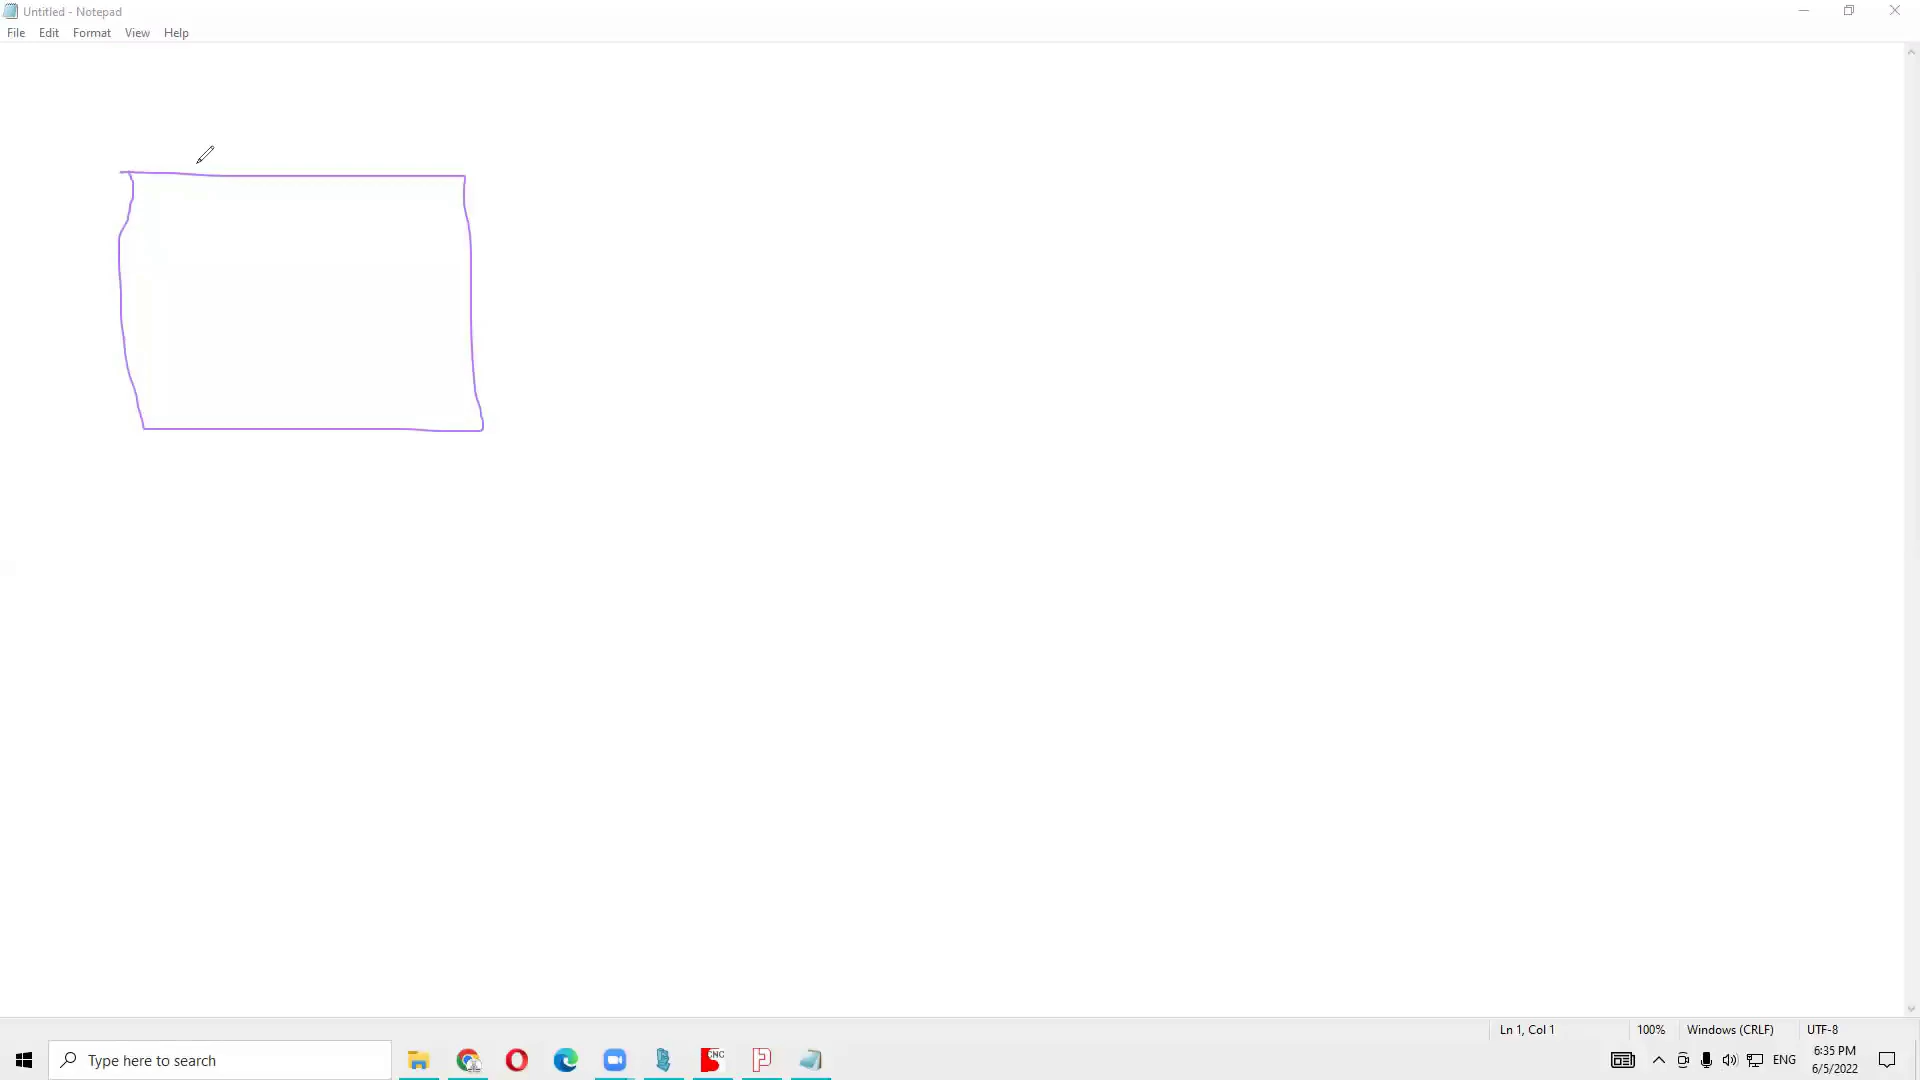 Untitled - Notepad
File Edit Format View Help
Ln 1, Col 1 100% Windows (CRLF) UTF-8
Type here to search
CNC
ENG
6:35 PM
6/5/2022